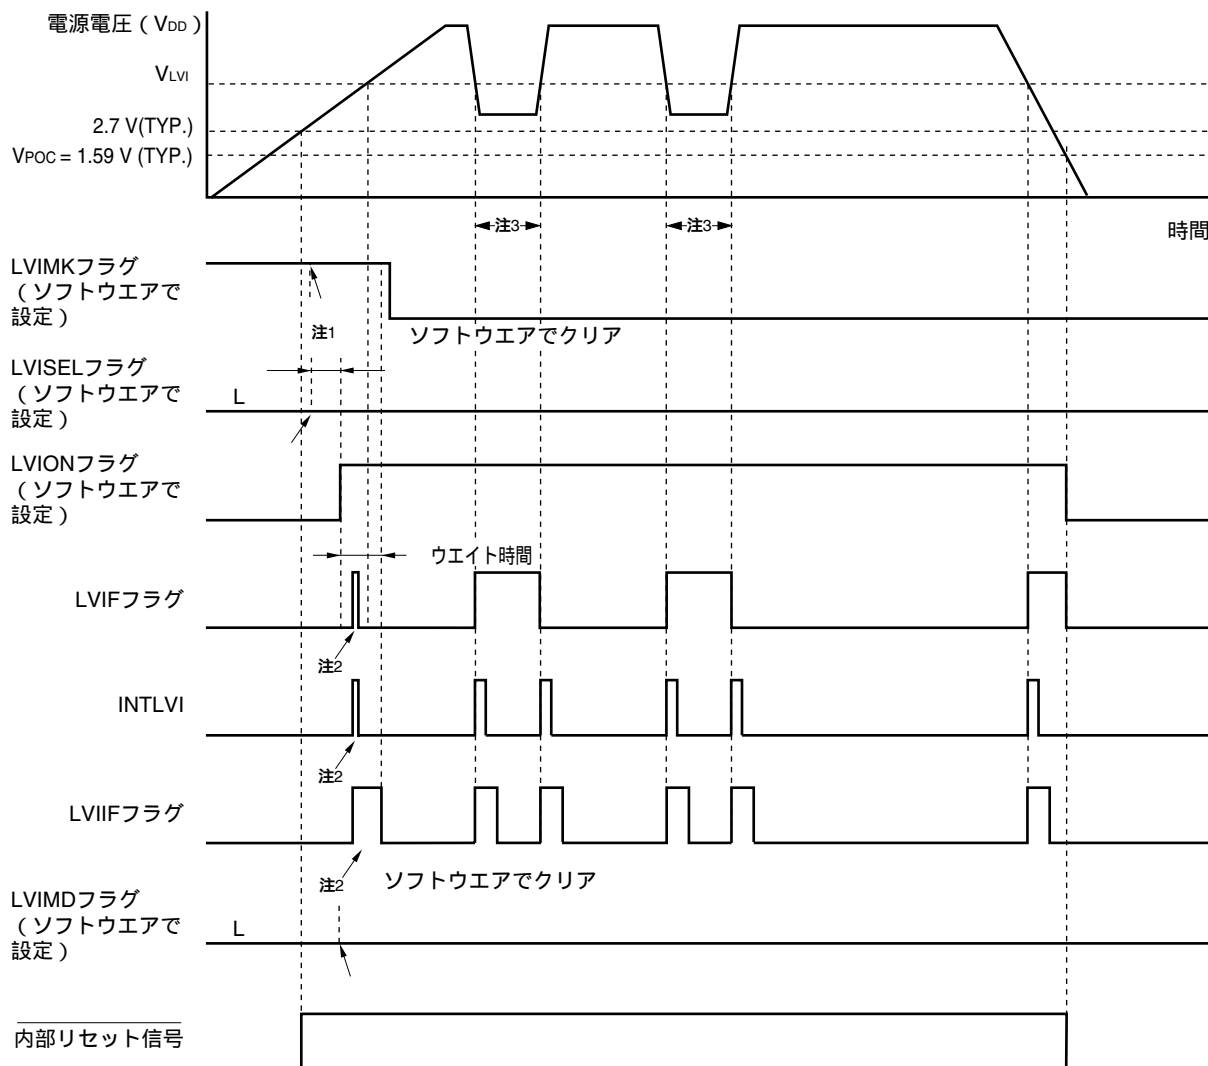 電源電圧（VDD）
VLVI
2.7 V(TYP.)
VPOC = 1.59 V (TYP.)
注3
注3
時間
LVIMKフラグ
（ソフトウエアで
設定）
注1
ソフトウエアでクリア
LVISELフラグ
（ソフトウエアで
設定）
L
LVIONフラグ
（ソフトウエアで
設定）
ウエイト時間
LVIFフラグ
注2
INTLVI
注2
LVIIFフラグ
注2
ソフトウエアでクリア
LVIMDフラグ
（ソフトウエアで
設定）
L
内部リセット信号